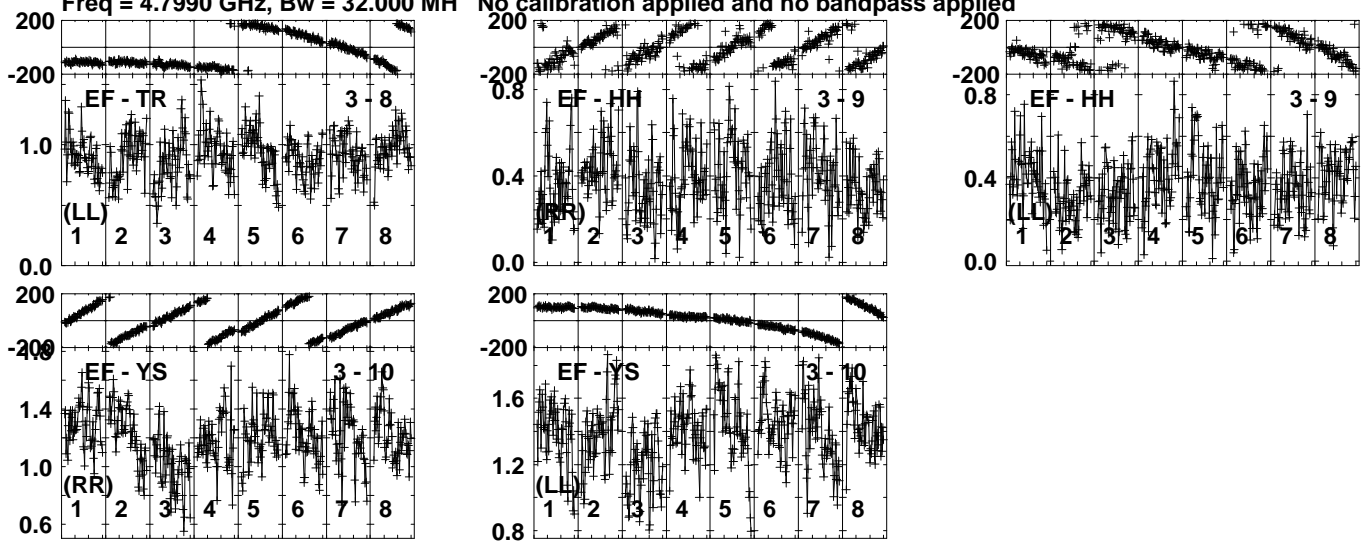 Freq = 4.7990 GHz, Bw = 32.000 MH No calibration applied and no bandpass applied
200
-200
EF - TR 3 - 8
1.0
(LL)
1 2 3 4 5 6 7 8
0.0
200
-200
0.8
EF - HH 3 - 9
0.4
(RR)
1 2 3 4 5 6 7 8
0.0
200
-200
0.8
EF - HH 3 - 9
0.4
(LL)
1 2 3 4 5 6 7 8
0.0
200
-200
1.8
EF - YS 3 - 10
1.4
1.0
(RR)
1 2 3 4 5 6 7 8
0.6
200
-200
EF - YS 3 - 10
1.6
1.2
(LL)
1 2 3 4 5 6 7 8
0.8